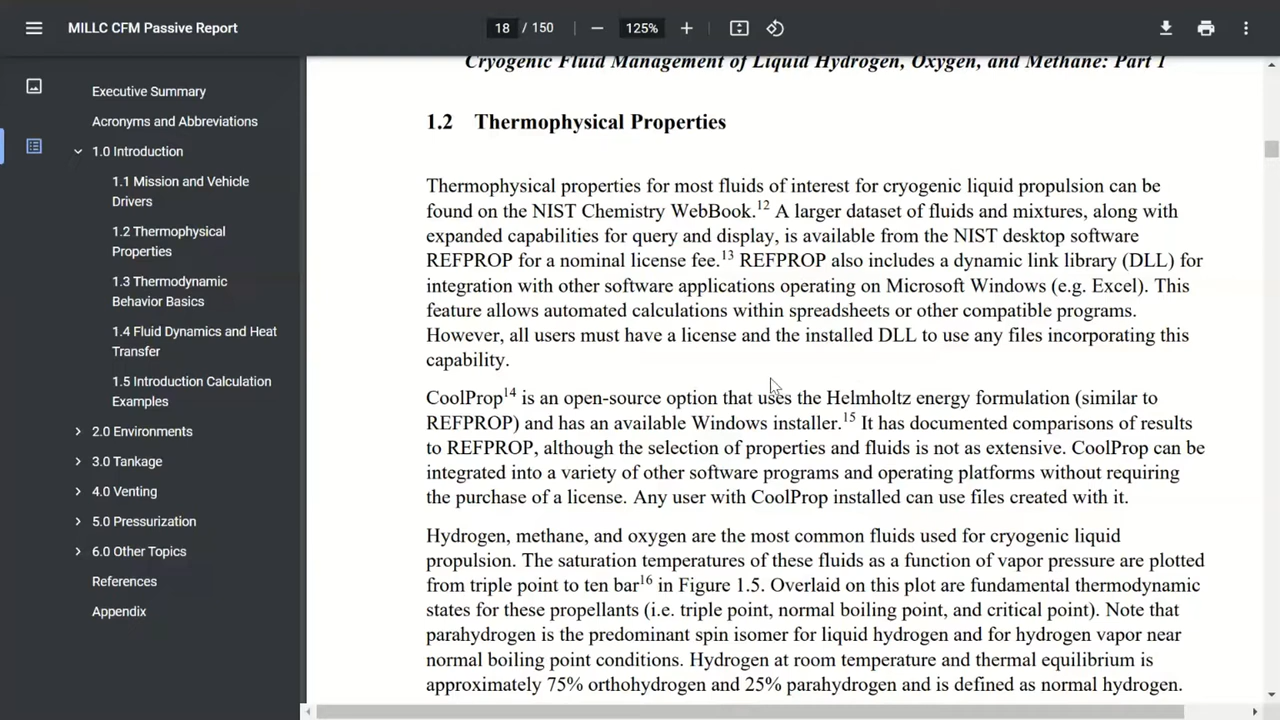 MILLC CFM Passive Report
18 / 150
125%
Executive Summary
Acronyms and Abbreviations
1.0 Introduction
1.1 Mission and Vehicle
Drivers
1.2 Thermophysical
Properties
1.3 Thermodynamic
Behavior Basics
1.4 Fluid Dynamics and Heat
Transfer
1.5 Introduction Calculation
Examples
2.0 Environments
3.0 Tankage
4.0 Venting
5.0 Pressurization
6.0 Other Topics
References
Appendix
Cryogenic Fluid Management of Liquid Hydrogen, Oxygen, and Methane: Part 1
1.2 Thermophysical Properties
Thermophysical properties for most fluids of interest for cryogenic liquid propulsion can be
found on the NIST Chemistry WebBook.12 A larger dataset of fluids and mixtures, along with
expanded capabilities for query and display, is available from the NIST desktop software
REFPROP for a nominal license fee.13 REFPROP also includes a dynamic link library (DLL) for
integration with other software applications operating on Microsoft Windows (e.g. Excel). This
feature allows automated calculations within spreadsheets or other compatible programs.
However, all users must have a license and the installed DLL to use any files incorporating this
capability.
CoolProp14 is an open-source option that uses the Helmholtz energy formulation (similar to
REFPROP) and has an available Windows installer.15 It has documented comparisons of results
to REFPROP, although the selection of properties and fluids is not as extensive. CoolProp can be
integrated into a variety of other software programs and operating platforms without requiring
the purchase of a license. Any user with CoolProp installed can use files created with it.
Hydrogen, methane, and oxygen are the most common fluids used for cryogenic liquid
propulsion. The saturation temperatures of these fluids as a function of vapor pressure are plotted
from triple point to ten bar16 in Figure 1.5. Overlaid on this plot are fundamental thermodynamic
states for these propellants (i.e. triple point, normal boiling point, and critical point). Note that
parahydrogen is the predominant spin isomer for liquid hydrogen and for hydrogen vapor near
normal boiling point conditions. Hydrogen at room temperature and thermal equilibrium is
approximately 75% orthohydrogen and 25% parahydrogen and is defined as normal hydrogen.